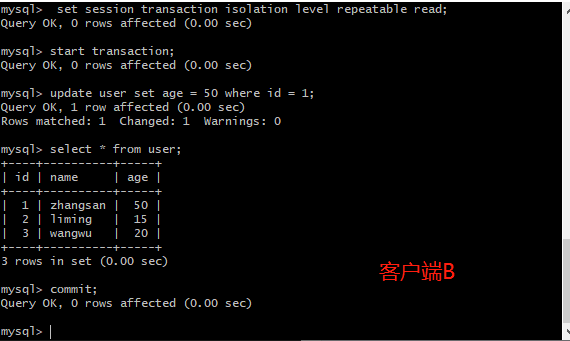 mysql>  set session transaction isolation level repeatable read;
Query OK, 0 rows affected (0.00 sec)
mysql> start transaction;
Query OK, 0 rows affected (0.00 sec)
mysql> update user set age = 50 where id = 1;
Query OK, 1 row affected (0.00 sec)
Rows matched: 1  Changed: 1  Warnings: 0
mysql> select * from user;
+----+----------+-----+
| id | name     | age |
+----+----------+-----+
|  1 | zhangsan |  50 |
|  2 | liming   |  15 |
|  3 | wangwu   |  20 |
+----+----------+-----+
3 rows in set (0.00 sec)
客户端B
mysql> commit;
Query OK, 0 rows affected (0.00 sec)
mysql>